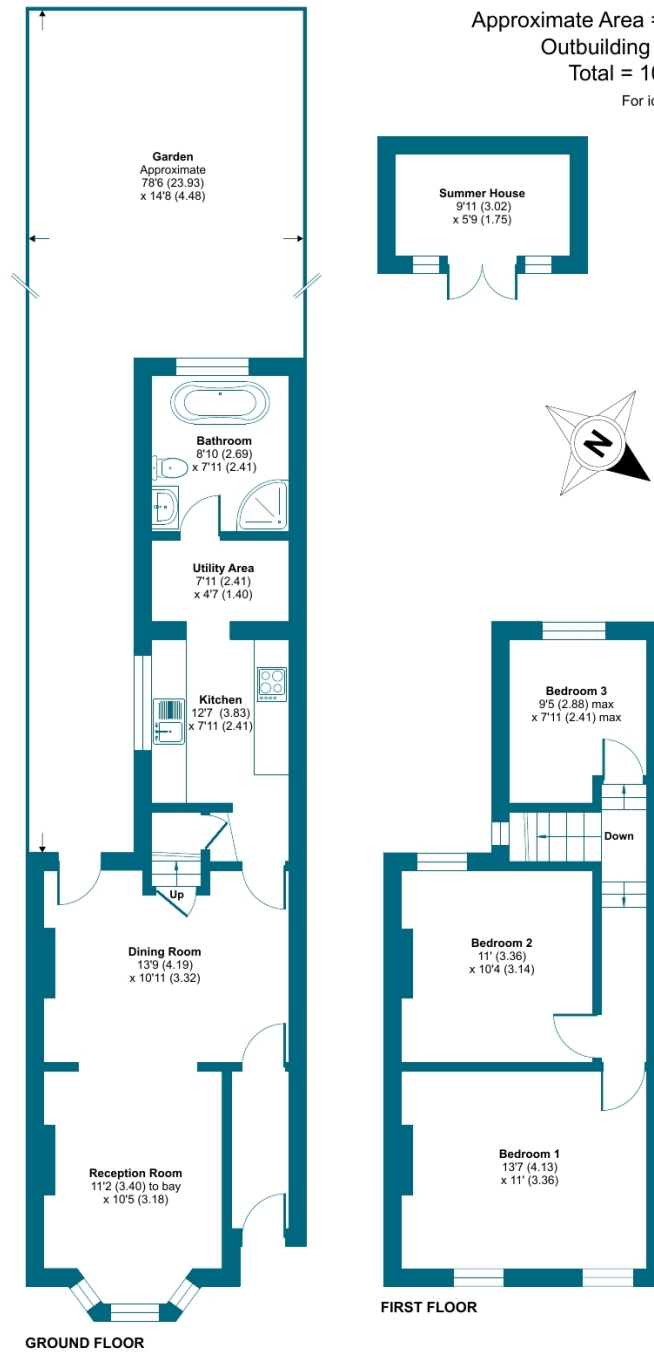 Approximate Area =
Outbuilding
Total = 10
For id
Garden
Approximate
78'6 (23.93)
x 14'8 (4.48)
Summer House
9'11 (3.02)
x 5'9 (1.75)
N
Bathroom
8'10 (2.69)
x 7'11 (2.41)
Utility Area
7'11 (2.41)
x 4'7 (1.40)
Kitchen
12'7 (3.83)
x 7'11 (2.41)
Up
Dining Room
13'9 (4.19)
x 10'11 (3.32)
Reception Room
11'2 (3.40) to bay
x 10'5 (3.18)
GROUND FLOOR
Bedroom 3
9'5 (2.88) max
x 7'11 (2.41) max
Down
Bedroom 2
11' (3.36)
x 10'4 (3.14)
Bedroom 1
13'7 (4.13)
x 11' (3.36)
FIRST FLOOR